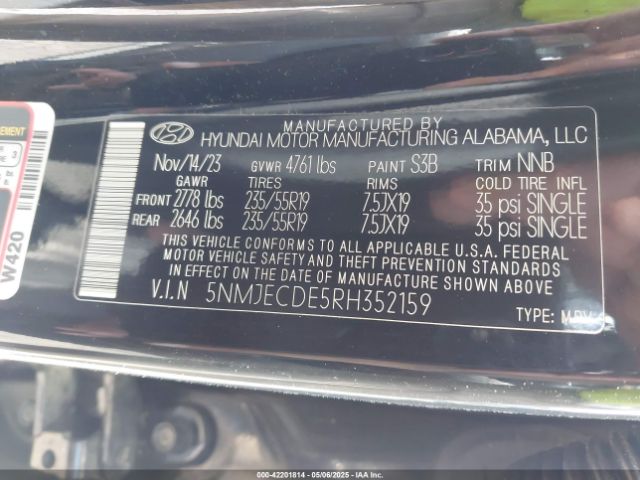 MANUFACTURED BY
HYUNDAI MOTOR MANUFACTURING ALABAMA, LLC
Nov/14/23 GVWR 4761 lbs PAINT S3B TRIM NNB
GAWR TIRES RIMS COLD TIRE INFL
FRONT 2778 lbs 235/55R19 7.5JX19 35 psi SINGLE
REAR 2646 lbs 235/55R19 7.5JX19 35 psi SINGLE
THIS VEHICLE CONFORMS TO ALL APPLICABLE U.S.A. FEDERAL
MOTOR VEHICLE SAFETY AND THEFT PREVENTION STANDARDS
IN EFFECT ON THE DATE OF MANUFACTURE SHOWN ABOVE
V.I.N 5NMJECDE5RH352159
TYPE: MPV
W420
000-42201814 - 05/06/2025 - COPYRIGHT IAA, INC.